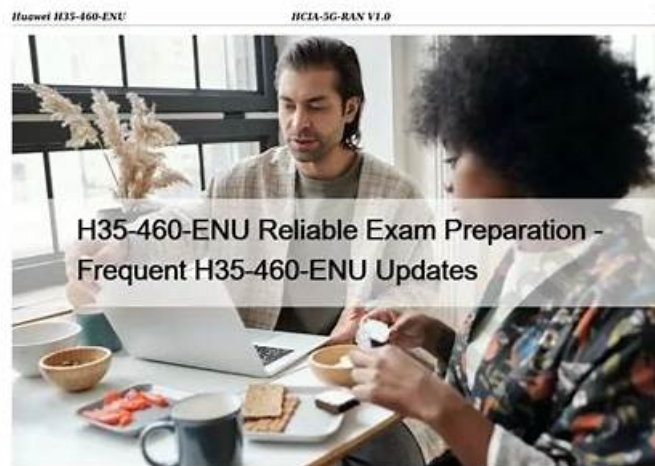 Huawei H35-460-ENU HCIA-5G-RAN V1.0
H35-460-ENU Reliable Exam Preparation -
Frequent H35-460-ENU Updates